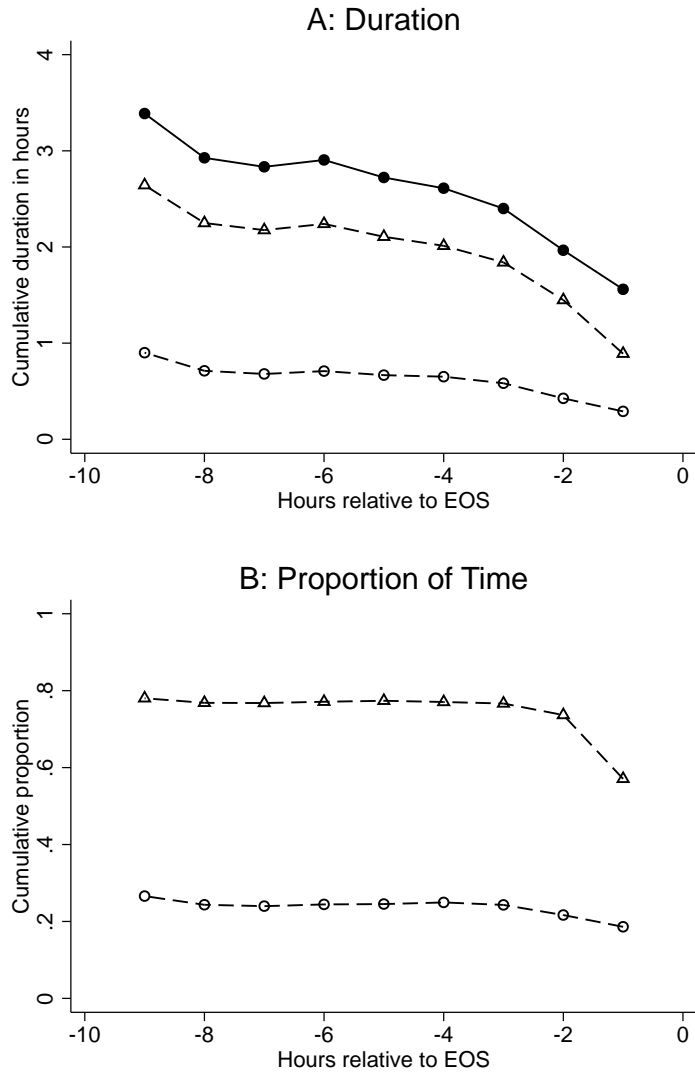 A: Duration
Cumulative duration in hours
4
3
2
1
0
-10 -8 -6 -4 -2 0
Hours relative to EOS
B: Proportion of Time
Cumulative proportion
1
.8
.6
.4
.2
0
-10 -8 -6 -4 -2 0
Hours relative to EOS